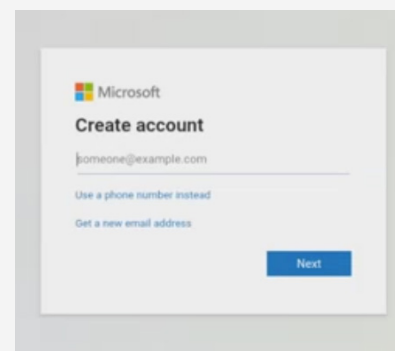 Microsoft
Create account
someone@example.com
Use a phone number instead
Get a new email address
Next